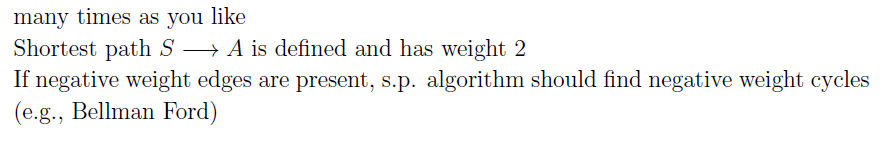 many times as you like
Shortest path S ⟶ A is defined and has weight 2
If negative weight edges are present, s.p. algorithm should find negative weight cycles
(e.g., Bellman Ford)